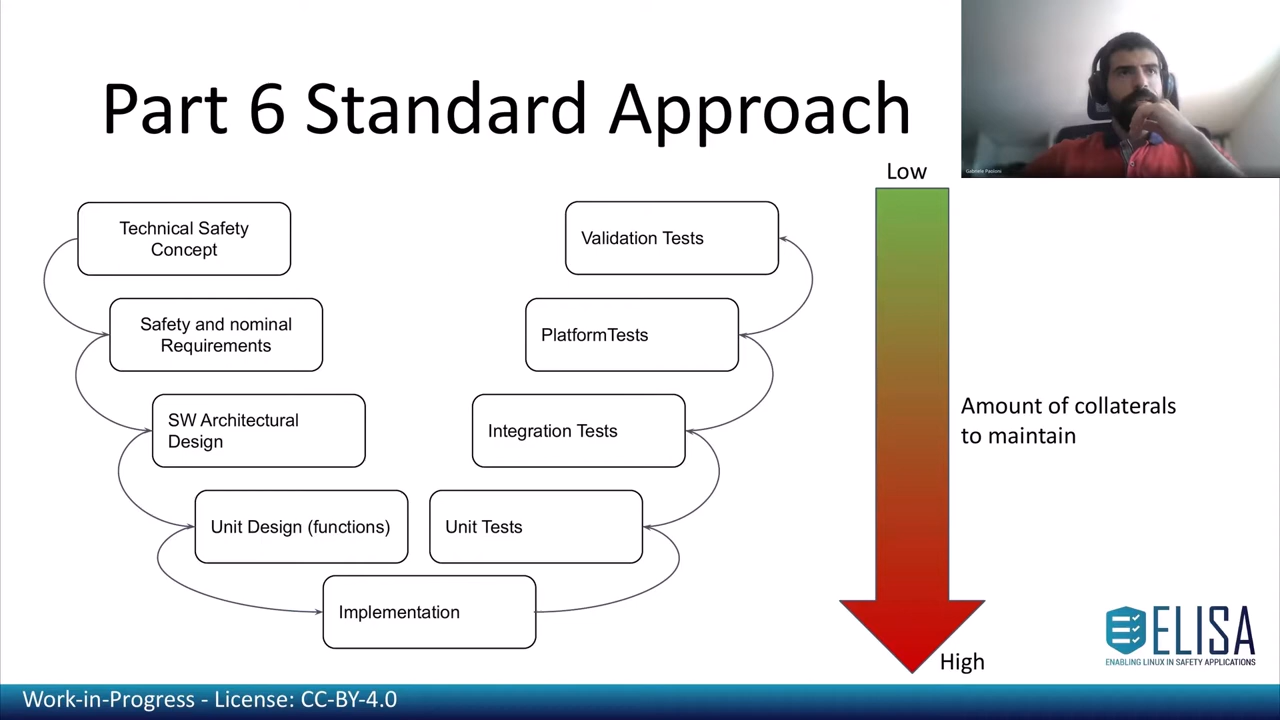 Part 6 Standard Approach
Gabriele Paoloni
Low
Technical Safety
Concept
Validation Tests
Safety and nominal
Requirements
PlatformTests
SW Architectural
Design
Integration Tests
Amount of collaterals
to maintain
Unit Design (functions)
Unit Tests
Implementation
High
ELISA
ENABLING LINUX IN SAFETY APPLICATIONS
Work-in-Progress - License: CC-BY-4.0